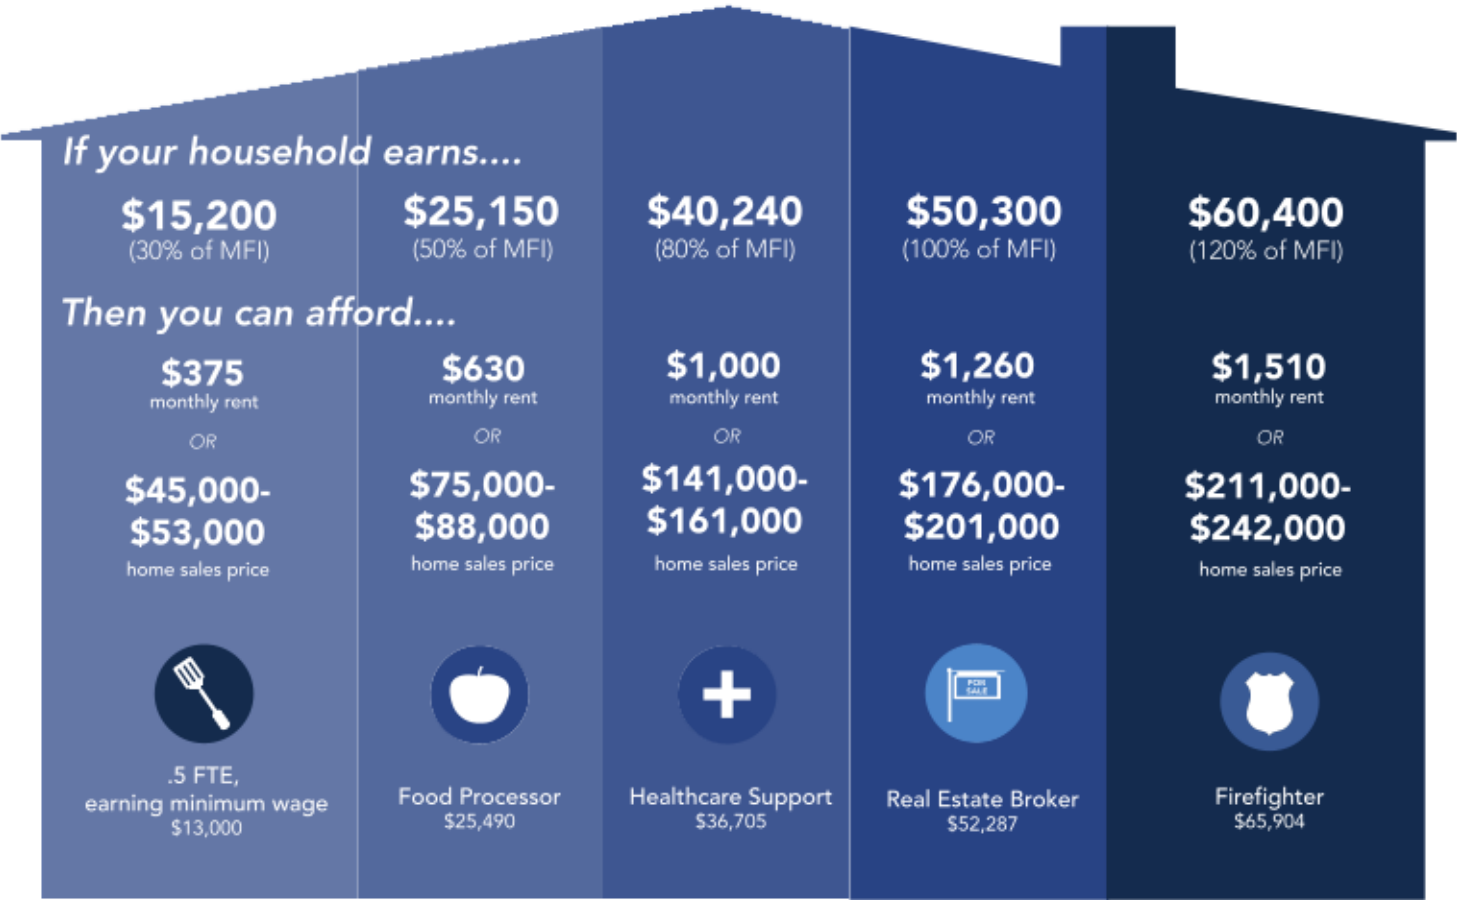 If your household earns....
$15,200
(30% of MFI)
$25,150
(50% of MFI)
$40,240
(80% of MFI)
$50,300
(100% of MFI)
$60,400
(120% of MFI)
Then you can afford....
$375
monthly rent
OR
$45,000-
$53,000
home sales price
$630
monthly rent
OR
$75,000-
$88,000
home sales price
$1,000
monthly rent
OR
$141,000-
$161,000
home sales price
$1,260
monthly rent
OR
$176,000-
$201,000
home sales price
$1,510
monthly rent
OR
$211,000-
$242,000
home sales price
.5 FTE,
earning minimum wage
$13,000
Food Processor
$25,490
Healthcare Support
$36,705
FOR
SALE
Real Estate Broker
$52,287
Firefighter
$65,904